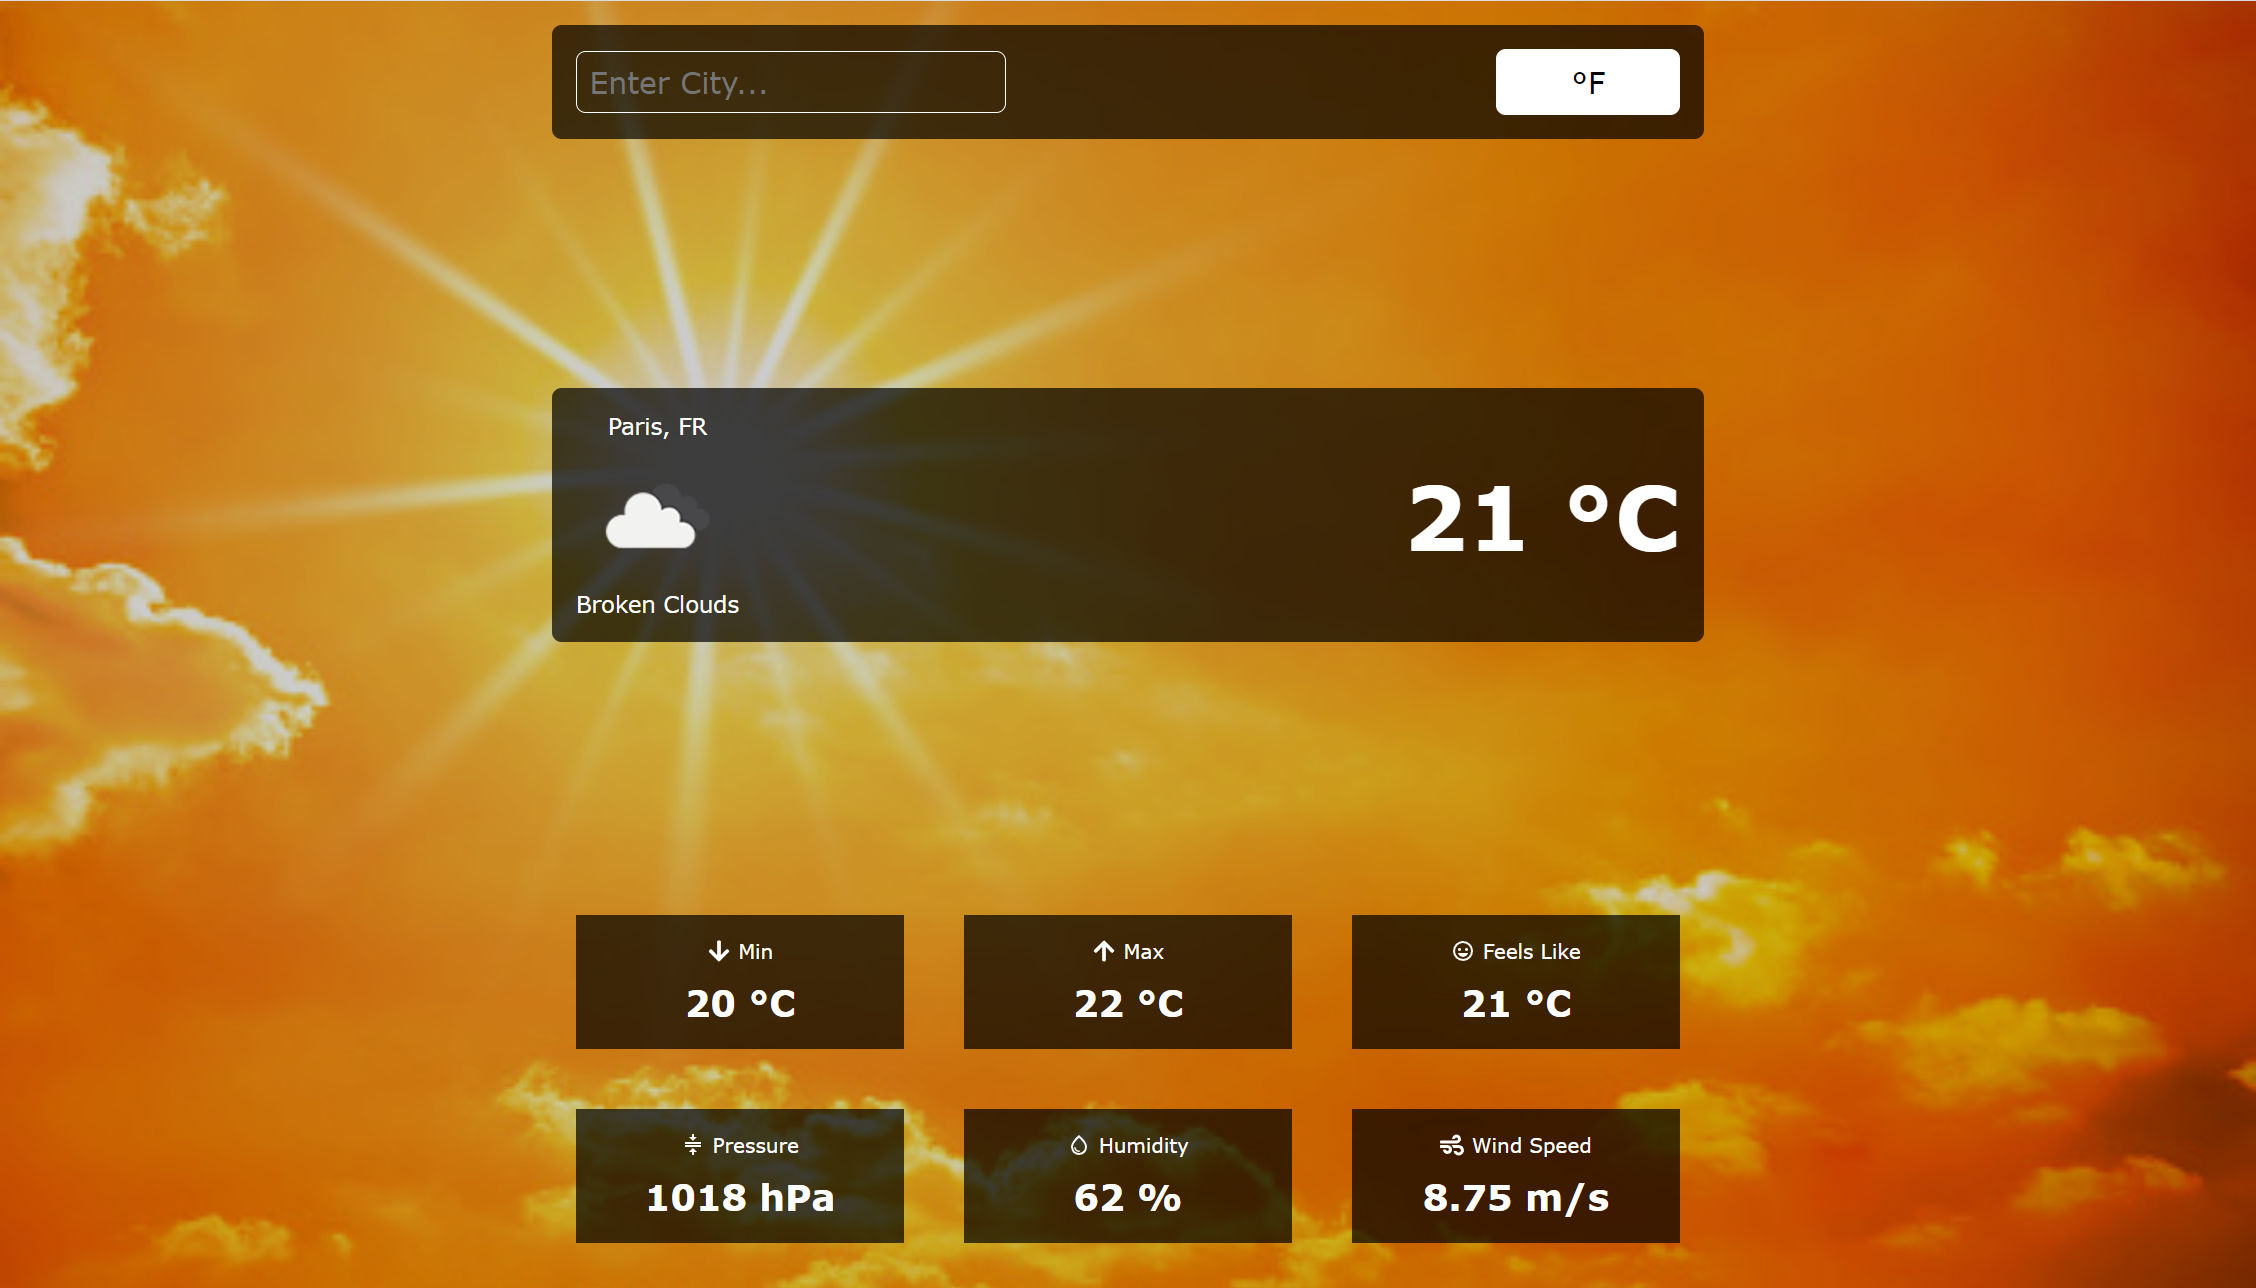 Enter City...
°F
Paris, FR
21 °C
Broken Clouds
Min
20 °C
Max
22 °C
Feels Like
21 °C
Pressure
1018 hPa
Humidity
62 %
Wind Speed
8.75 m/s